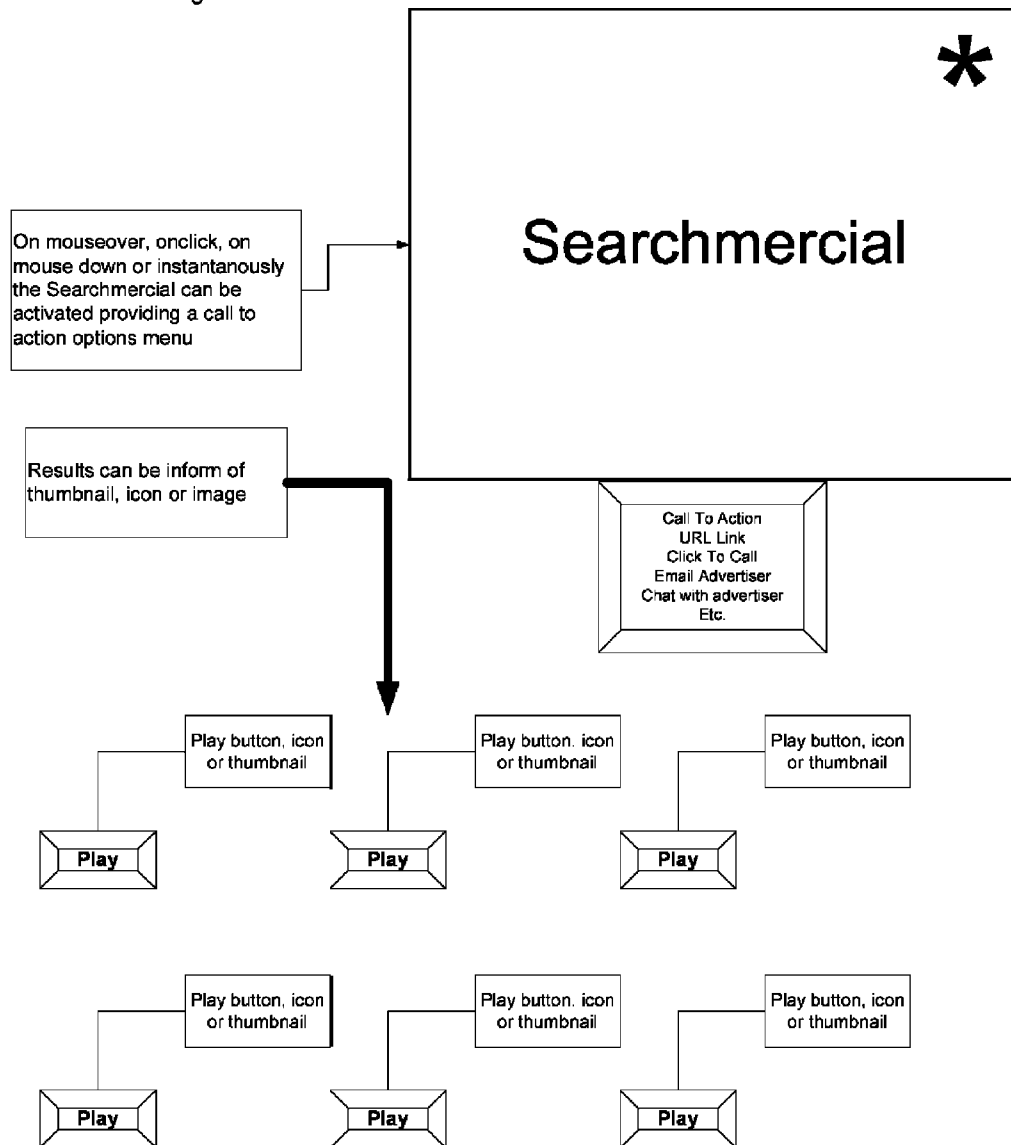 *
Searchmercial
On mouseover, onclick, on
mouse down or instantanously
the Searchmercial can be
activated providing a call to
action options menu
Results can be inform of
thumbnail, icon or image
Call To Action
URL Link
Click To Call
Email Advertiser
Chat with advertiser
Etc.
Play button, icon
or thumbnail
Play button. icon
or thumbnail
Play button, icon
or thumbnail
Play
Play
Play
Play button, icon
or thumbnail
Play button. icon
or thumbnail
Play button, icon
or thumbnail
Play
Play
Play